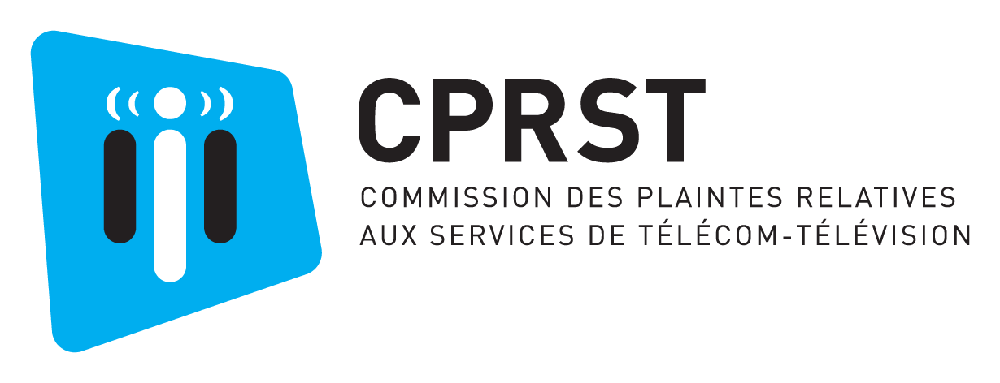 CPRST
COMMISSION DES PLAINTES RELATIVES
AUX SERVICES DE TÉLÉCOM-TÉLÉVISION